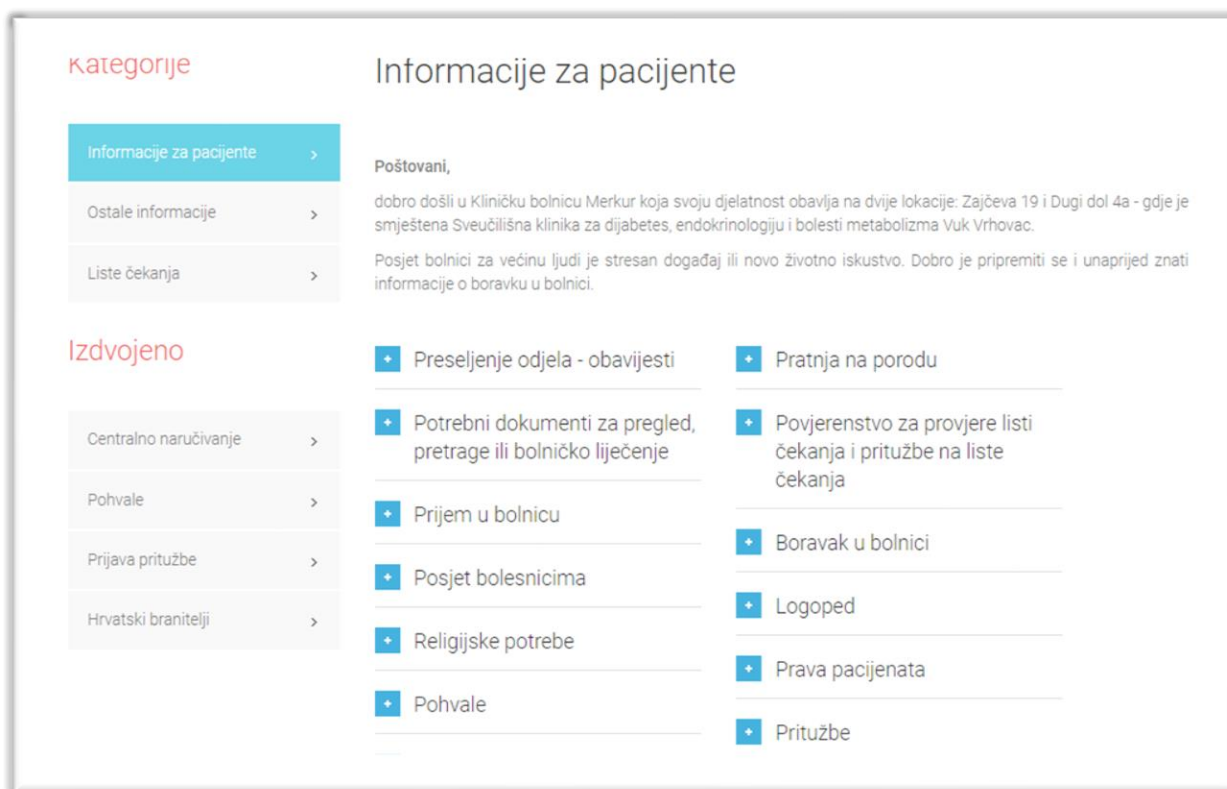 Kategorije
Informacije za pacijente
Ostale informacije
Liste čekanja
Izdvojeno
Centralno naručivanje
Pohvale
Prijava pritužbe
Hrvatski branitelji
Informacije za pacijente
Poštovani,
dobro došli u Kliničku bolnicu Merkur koja svoju djelatnost obavlja na dvije lokacije: Zajčeva 19 i Dugi dol 4a - gdje je
smještena Sveučilišna klinika za dijabetes, endokrinologiju i bolesti metabolizma Vuk Vrhovac.
Posjet bolnici za većinu ljudi je stresan događaj ili novo životno iskustvo. Dobro je pripremiti se i unaprijed znati
informacije o boravku u bolnici.
Preseljenje odjela - obavijesti
Potrebni dokumenti za pregled,
pretrage ili bolničko liječenje
Prijem u bolnicu
Posjet bolesnicima
Religijske potrebe
Pohvale
Pratnja na porodu
Povjerenstvo za provjere listi
čekanja i pritužbe na liste
čekanja
Boravak u bolnici
Logoped
Prava pacijenata
Pritužbe